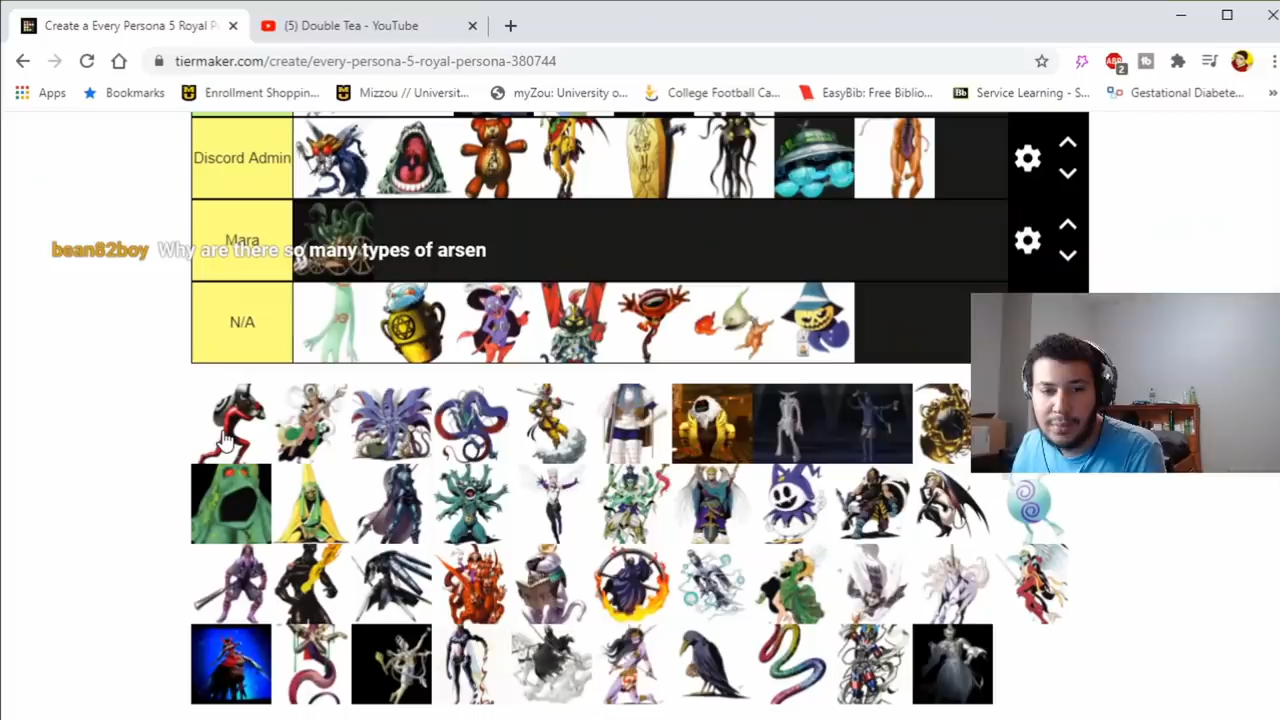 Create a Every Persona 5 Royal P
(5) Double Tea - YouTube
tiermaker.com/create/every-persona-5-royal-persona-380744
2
Apps
Bookmarks
Enrollment Shoppin...
Mizzou // Universit...
myZou: University o...
College Football Ca...
EasyBib: Free Biblio...
Service Learning - S...
Gestational Diabete...
Discord Admin
Mara
bean82boy Why are there so many types of arsen
N/A